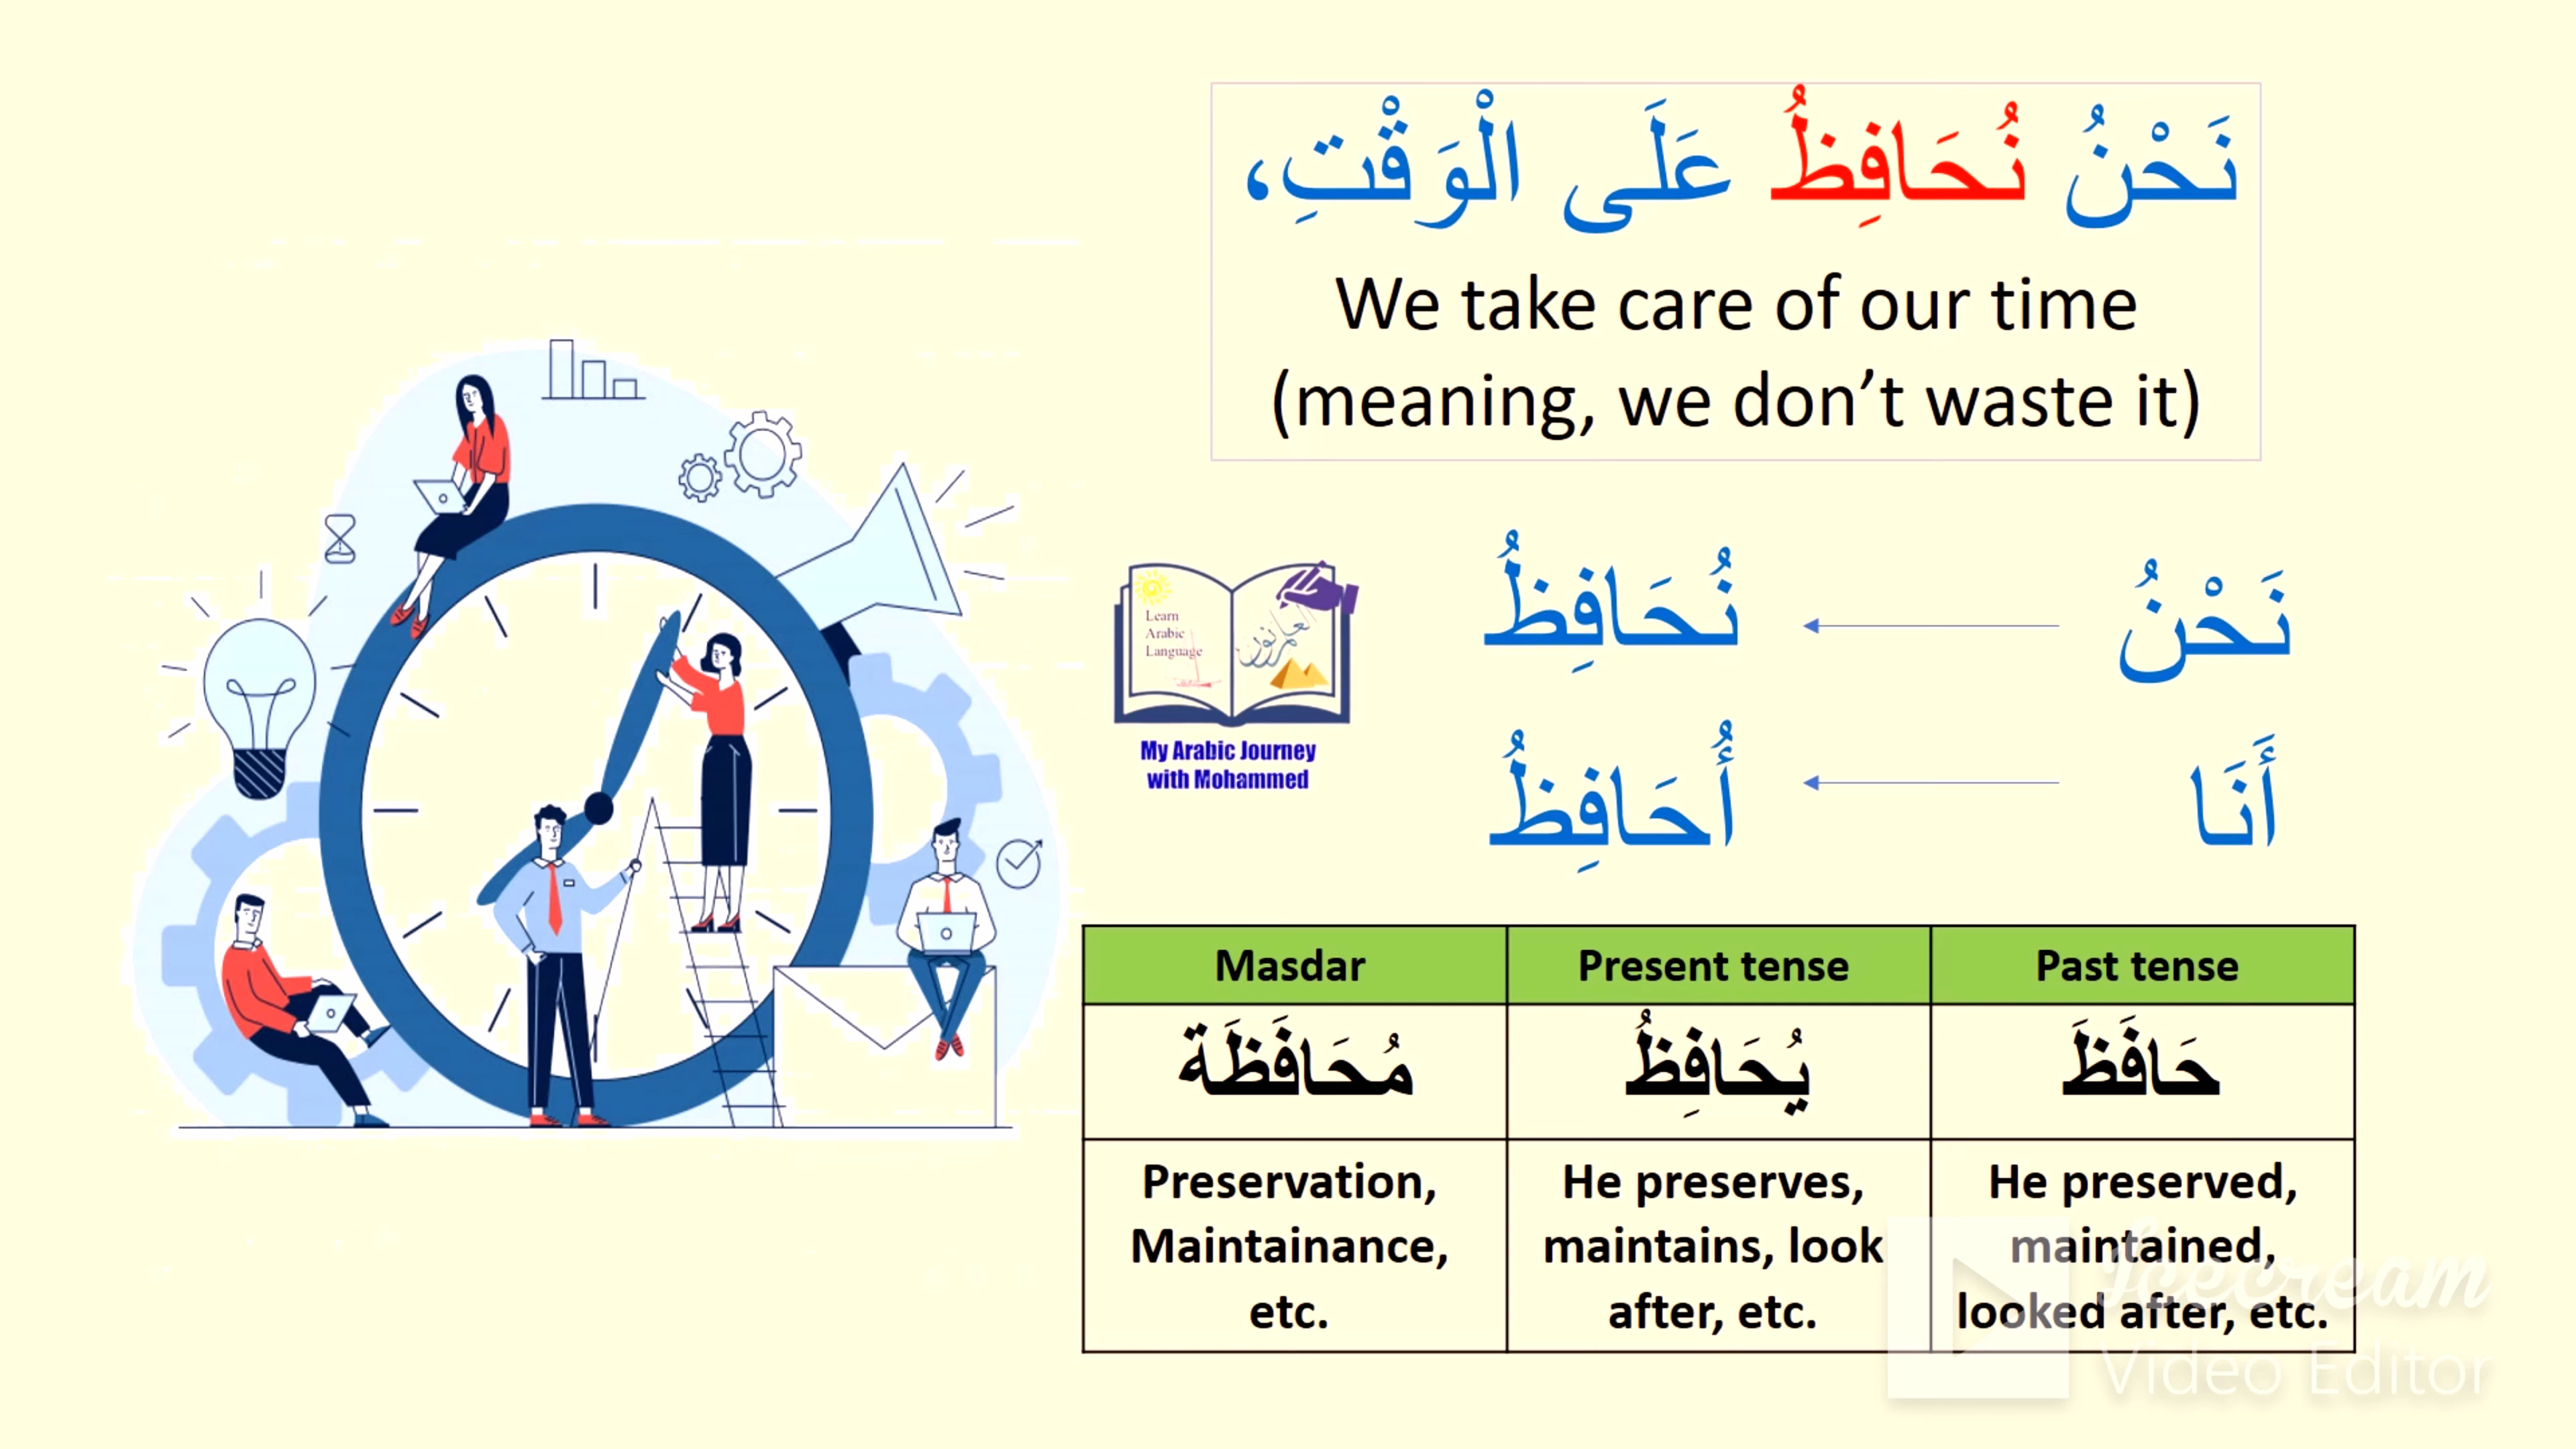 نَحْنُ نُحَافِظُ عَلَى الْوَقْتِ،
We take care of our time
(meaning, we don’t waste it)
نَحْنُ
نُحَافِظُ
أَنَا
أُحَافِظُ
Learn
Arabic
Language
My Arabic Journey
with Mohammed
Masdar
Present tense
Past tense
مُحَافَظَة
يُحَافِظُ
حَافَظَ
Preservation,
Maintainance,
etc.
He preserves,
maintains, look
after, etc.
He preserved,
maintained,
looked after, etc.
Icecream
Video Editor